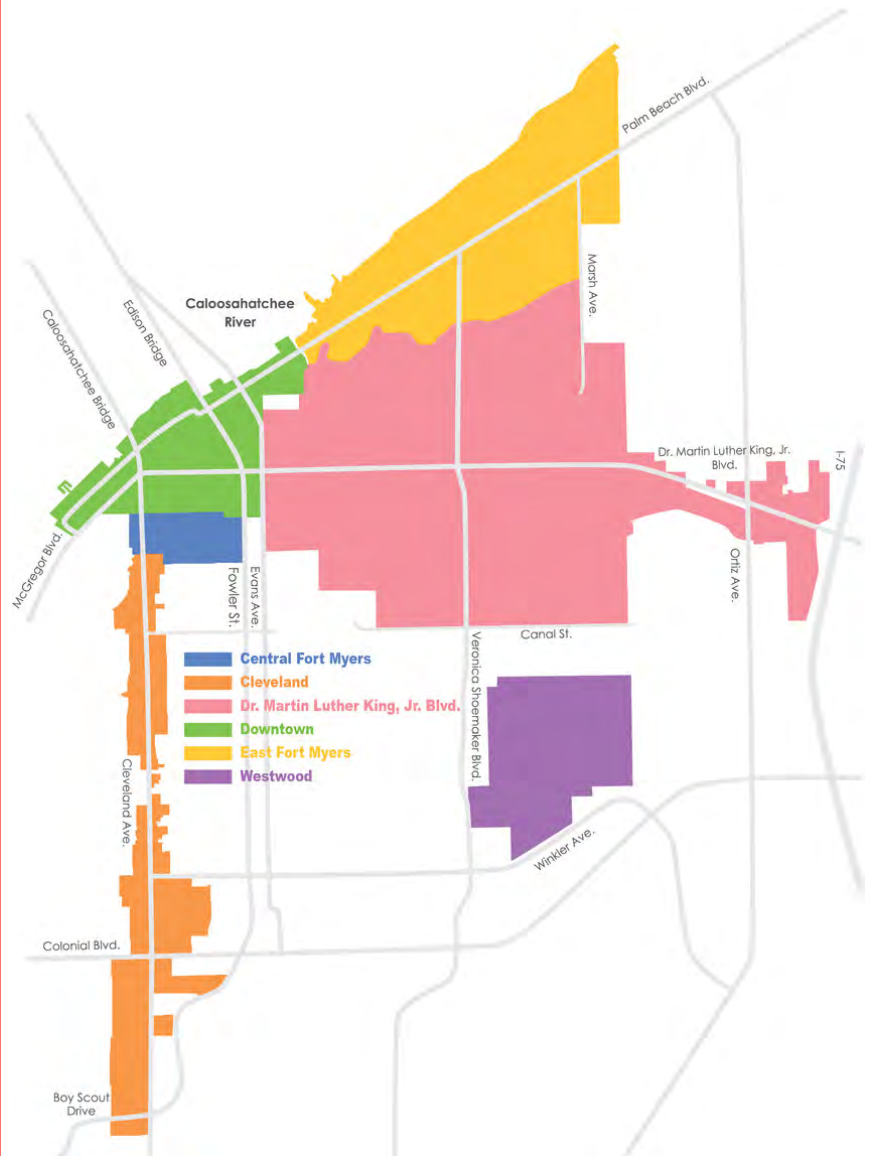 Palm Beach Blvd.
Marsh Ave.
Caloosahatchee
River
Edison Bridge
Caloosahatchee Bridge
Dr. Martin Luther King, Jr.
Blvd.
I-75
McGregor Blvd.
Fowler St.
Evans Ave.
Ortiz Ave.
Canal St.
Central Fort Myers
Cleveland
Dr. Martin Luther King, Jr. Blvd.
Downtown
East Fort Myers
Westwood
Veronica Shoemaker Blvd.
Cleveland Ave.
Winkler Ave.
Colonial Blvd.
Boy Scout
Drive